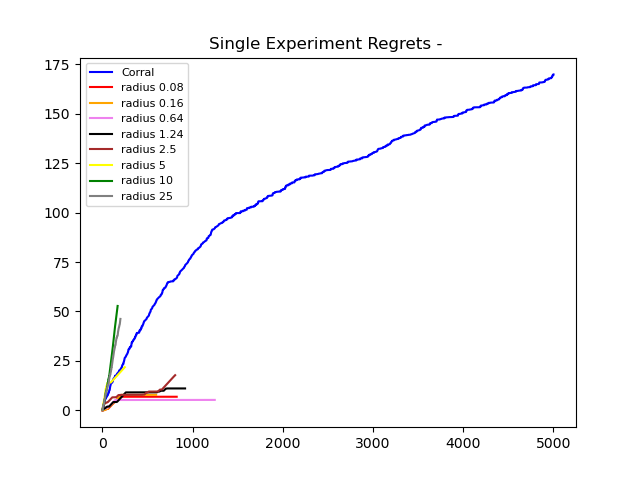 Single Experiment Regrets -
175
150
125
100
75
50
25
0
Corral
radius 0.08
radius 0.16
radius 0.64
radius 1.24
radius 2.5
radius 5
radius 10
radius 25
0 1000 2000 3000 4000 5000